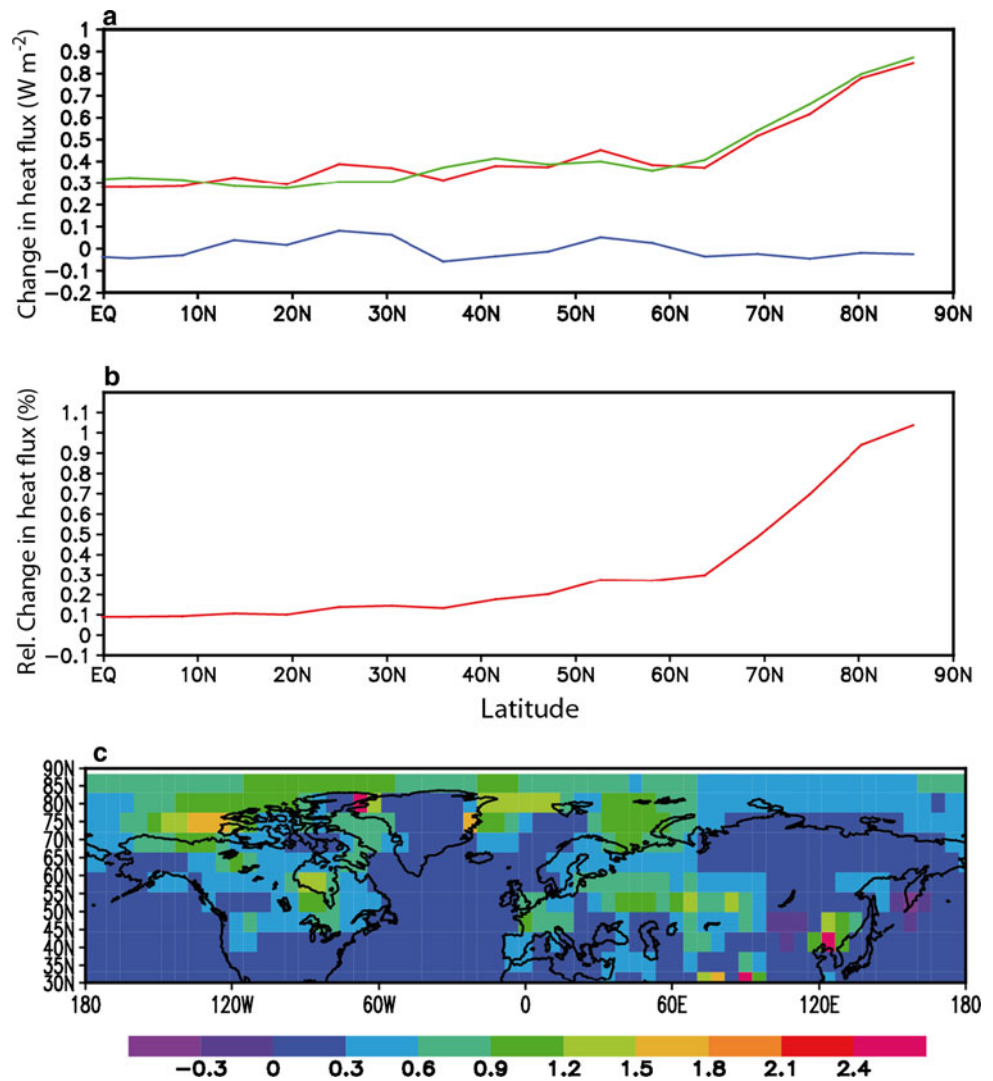 a
Change in heat flux (W m-2)
1
0.9
0.8
0.7
0.6
0.5
0.4
0.3
0.2
0.1
0
−0.1
−0.2
EQ 10N 20N 30N 40N 50N 60N 70N 80N 90N
b
Rel. Change in heat flux (%)
1.1
1
0.9
0.8
0.7
0.6
0.5
0.4
0.3
0.2
0.1
0
−0.1
EQ 10N 20N 30N 40N 50N 60N 70N 80N 90N
Latitude
c
90N
85N
80N
75N
70N
65N
60N
55N
50N
45N
40N
35N
30N
180 120W 60W 0 60E 120E 180
−0.3 0 0.3 0.6 0.9 1.2 1.5 1.8 2.1 2.4